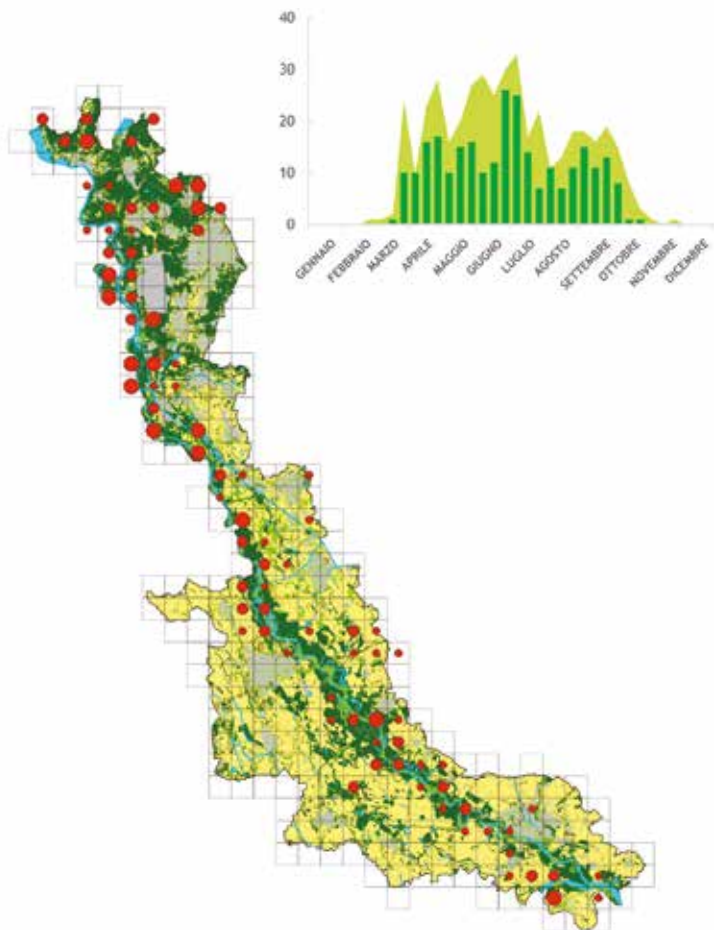 40
30
20
10
0
GENNAIO
FEBBRAIO
MARZO
APRILE
MAGGIO
GIUGNO
LUGLIO
AGOSTO
SETTEMBRE
OTTOBRE
NOVEMBRE
DICEMBRE